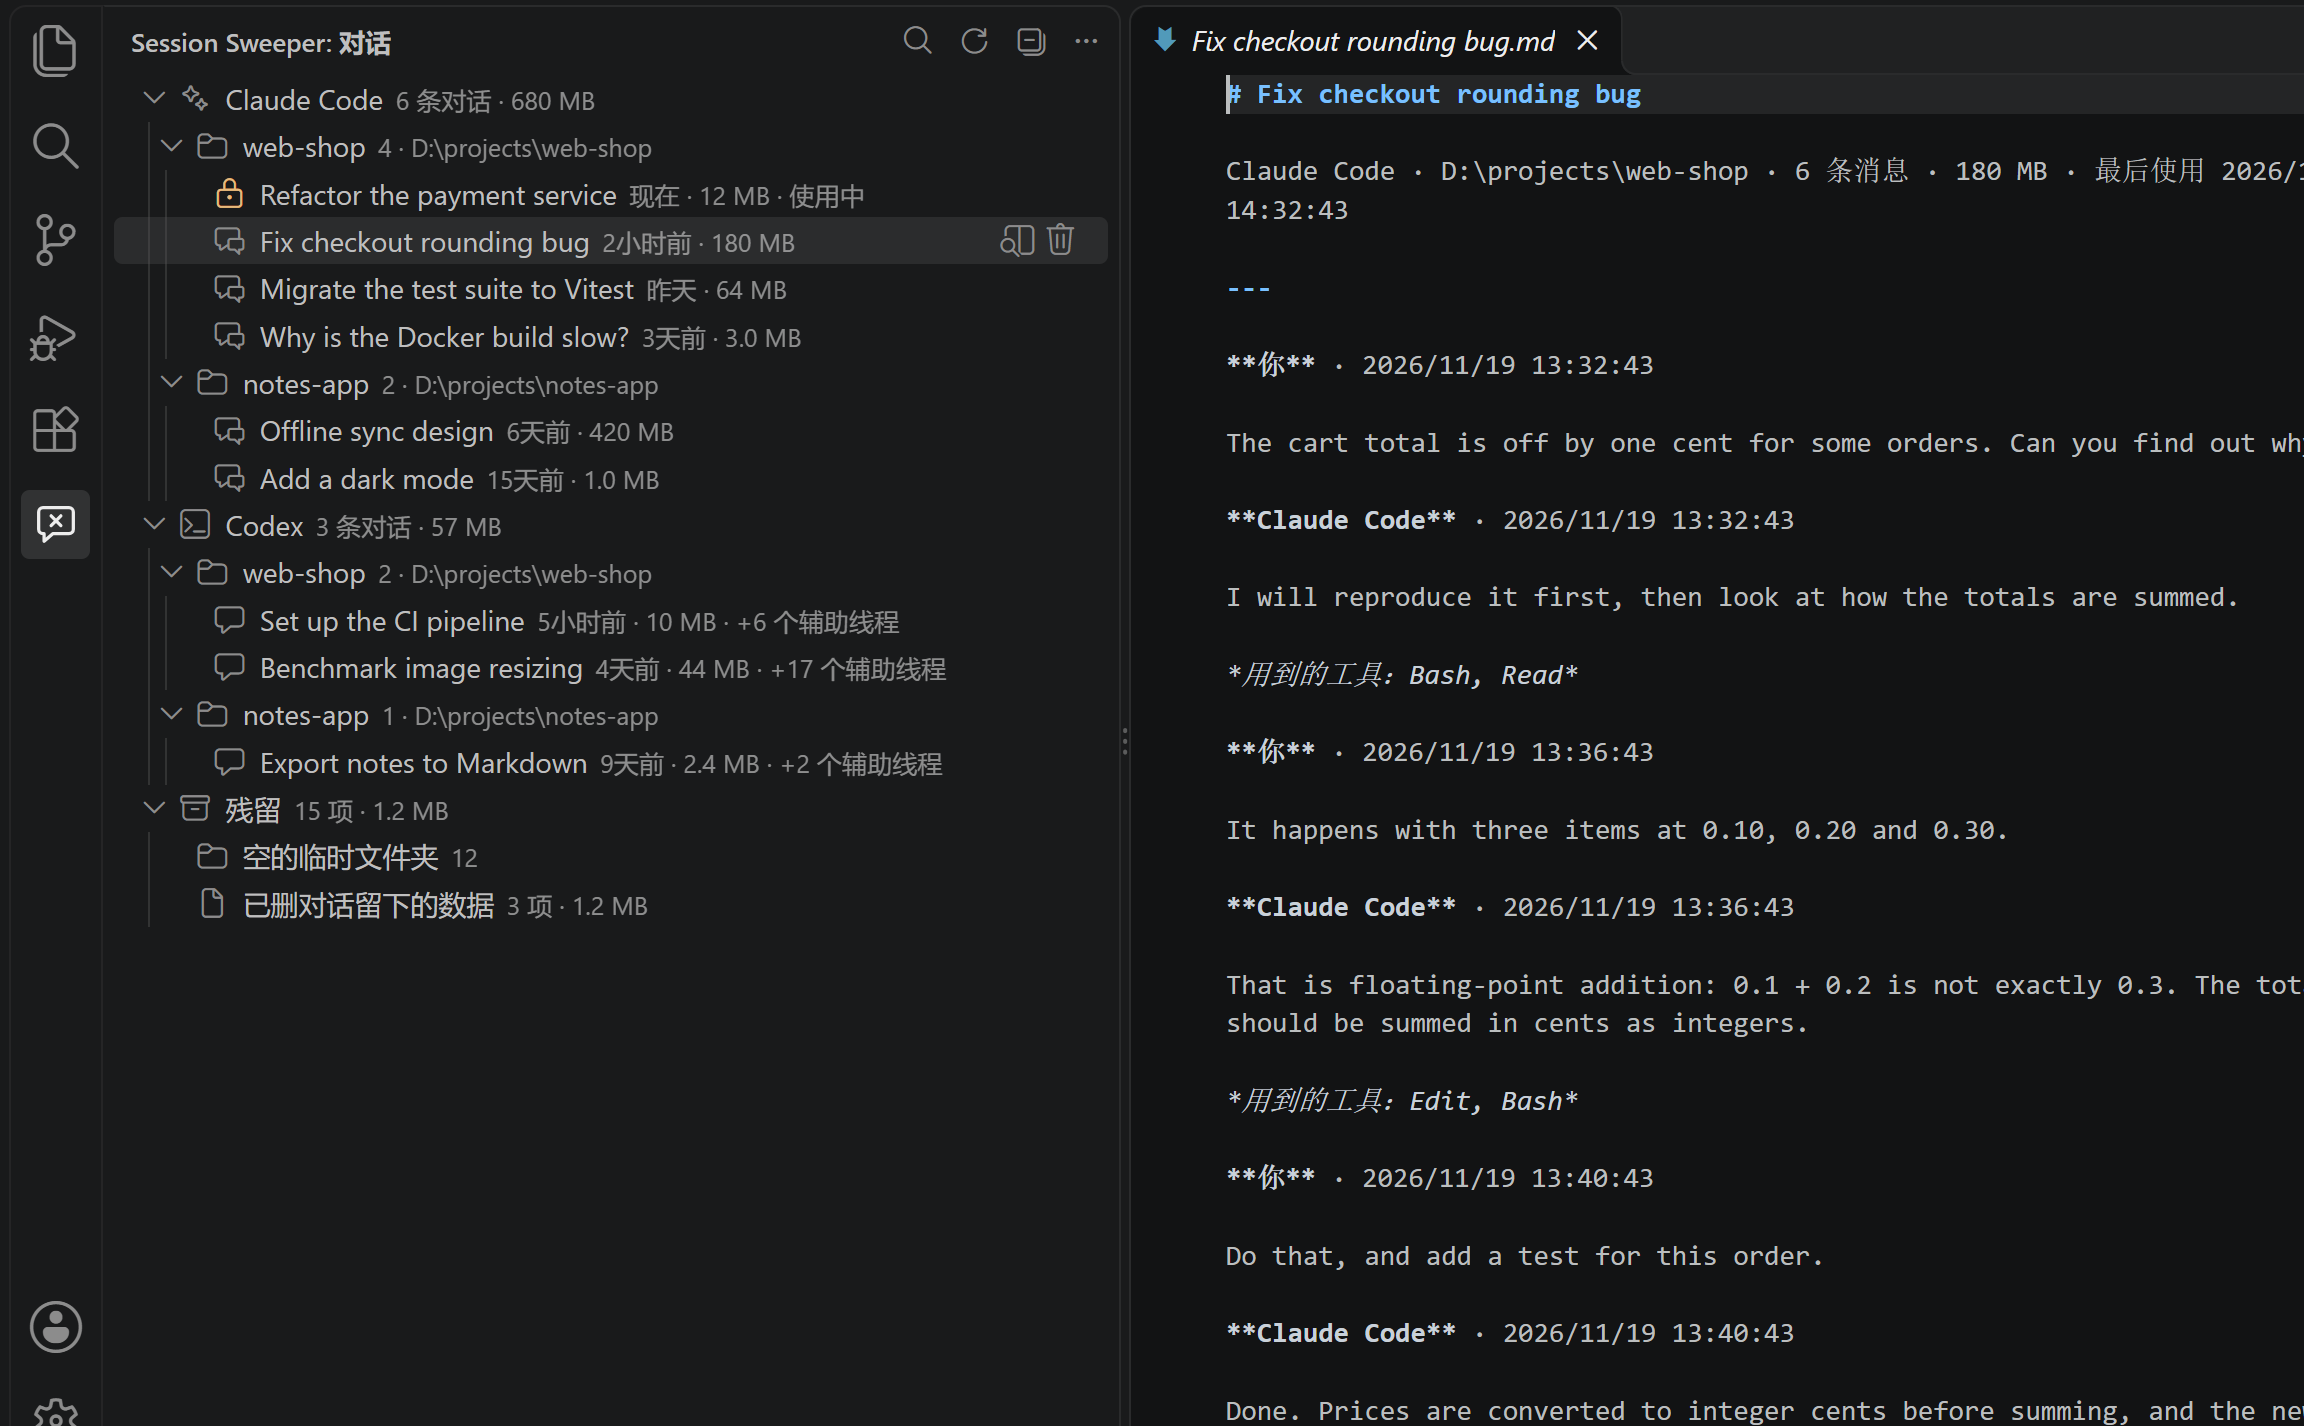 Session Sweeper: 对话
Claude Code 6 条对话 · 680 MB
web-shop 4 · D:\projects\web-shop
Refactor the payment service 现在 · 12 MB · 使用中
Fix checkout rounding bug 2小时前 · 180 MB
Migrate the test suite to Vitest 昨天 · 64 MB
Why is the Docker build slow? 3天前 · 3.0 MB
notes-app 2 · D:\projects\notes-app
Offline sync design 6天前 · 420 MB
Add a dark mode 15天前 · 1.0 MB
Codex 3 条对话 · 57 MB
web-shop 2 · D:\projects\web-shop
Set up the CI pipeline 5小时前 · 10 MB · +6 个辅助线程
Benchmark image resizing 4天前 · 44 MB · +17 个辅助线程
notes-app 1 · D:\projects\notes-app
Export notes to Markdown 9天前 · 2.4 MB · +2 个辅助线程
残留 15 项 · 1.2 MB
空的临时文件夹 12
已删对话留下的数据 3 项 · 1.2 MB
Fix checkout rounding bug.md
# Fix checkout rounding bug
Claude Code · D:\projects\web-shop · 6 条消息 · 180 MB · 最后使用 2026/1
14:32:43
---
**你** · 2026/11/19 13:32:43
The cart total is off by one cent for some orders. Can you find out wh
**Claude Code** · 2026/11/19 13:32:43
I will reproduce it first, then look at how the totals are summed.
*用到的工具: Bash, Read*
**你** · 2026/11/19 13:36:43
It happens with three items at 0.10, 0.20 and 0.30.
**Claude Code** · 2026/11/19 13:36:43
That is floating-point addition: 0.1 + 0.2 is not exactly 0.3. The tot
should be summed in cents as integers.
*用到的工具: Edit, Bash*
**你** · 2026/11/19 13:40:43
Do that, and add a test for this order.
**Claude Code** · 2026/11/19 13:40:43
Done. Prices are converted to integer cents before summing, and the ne